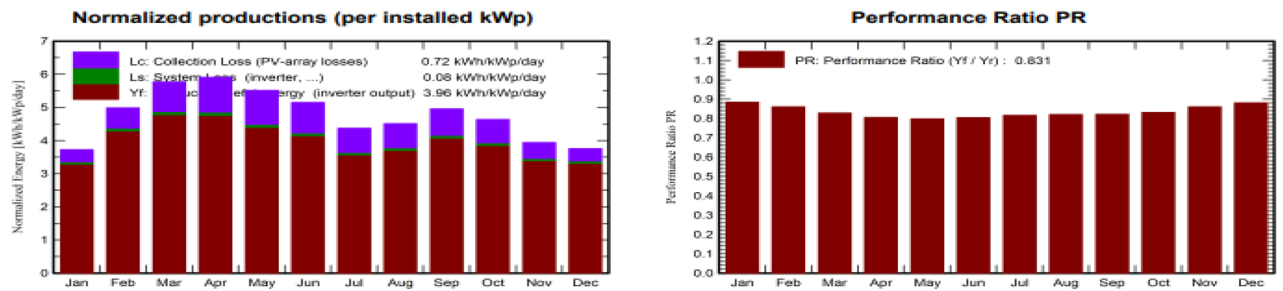 Normalized productions (per installed kWp)
Normalized Energy [kWh/kWp/day]
7
6
5
4
3
2
1
0
Lc: Collection Loss (PV-array losses) 0.72 kWh/kWp/day
Ls: System Loss (inverter, ...) 0.08 kWh/kWp/day
Yf: (inverter output) 3.96 kWh/kWp/day
Jan Feb Mar Apr May Jun Jul Aug Sep Oct Nov Dec
Performance Ratio PR
Performance Ratio PR
1.2
1.1
1.0
0.9
0.8
0.7
0.6
0.5
0.4
0.3
0.2
0.1
0.0
PR: Performance Ratio (Yf / Yr) : 0.831
Jan Feb Mar Apr May Jun Jul Aug Sep Oct Nov Dec